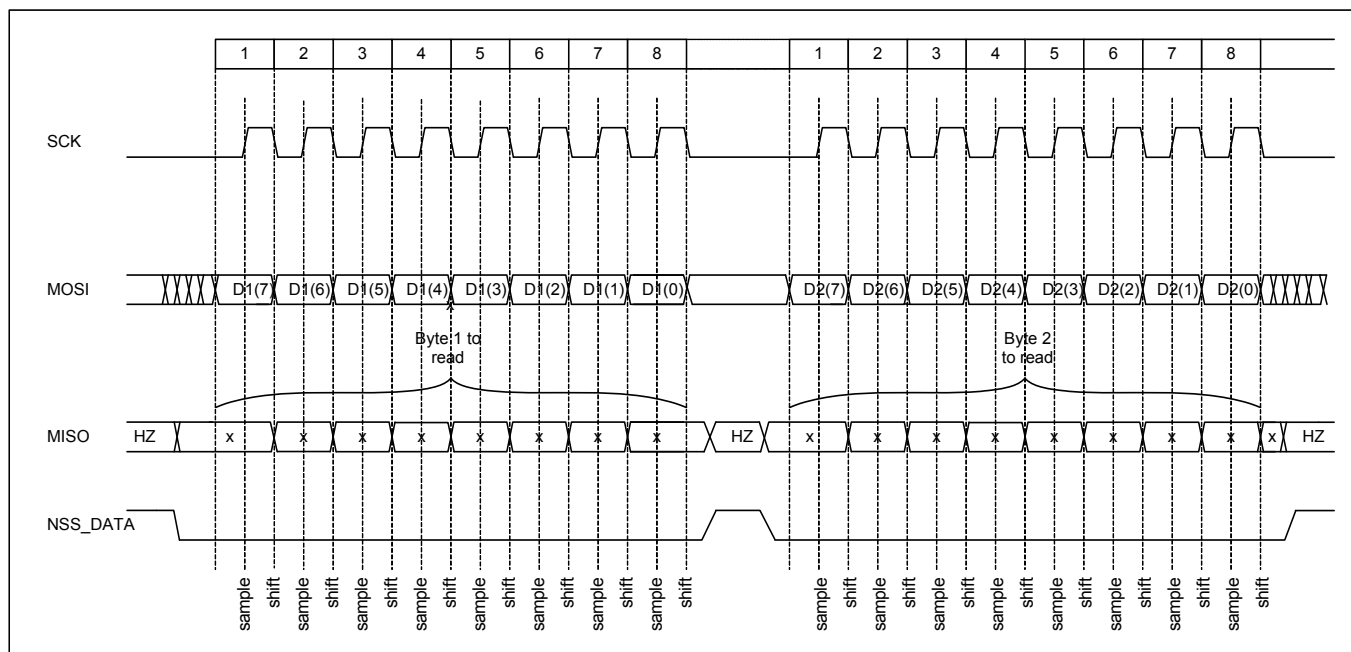 1 2 3 4 5 6 7 8 1 2 3 4 5 6 7 8
SCK
MOSI D1(7) D1(6) D1(5) D1(4) D1(3) D1(2) D1(1) D1(0) D2(7) D2(6) D2(5) D2(4) D2(3) D2(2) D2(1) D2(0)
x
Byte 1 to
read
Byte 2
to read
MISO HZ x x x x x x x x HZ x x x x x x x x x HZ
NSS_DATA
sample shift sample shift sample shift sample shift sample shift sample shift sample shift sample shift sample shift sample shift sample shift sample shift sample shift sample shift sample shift sample shift